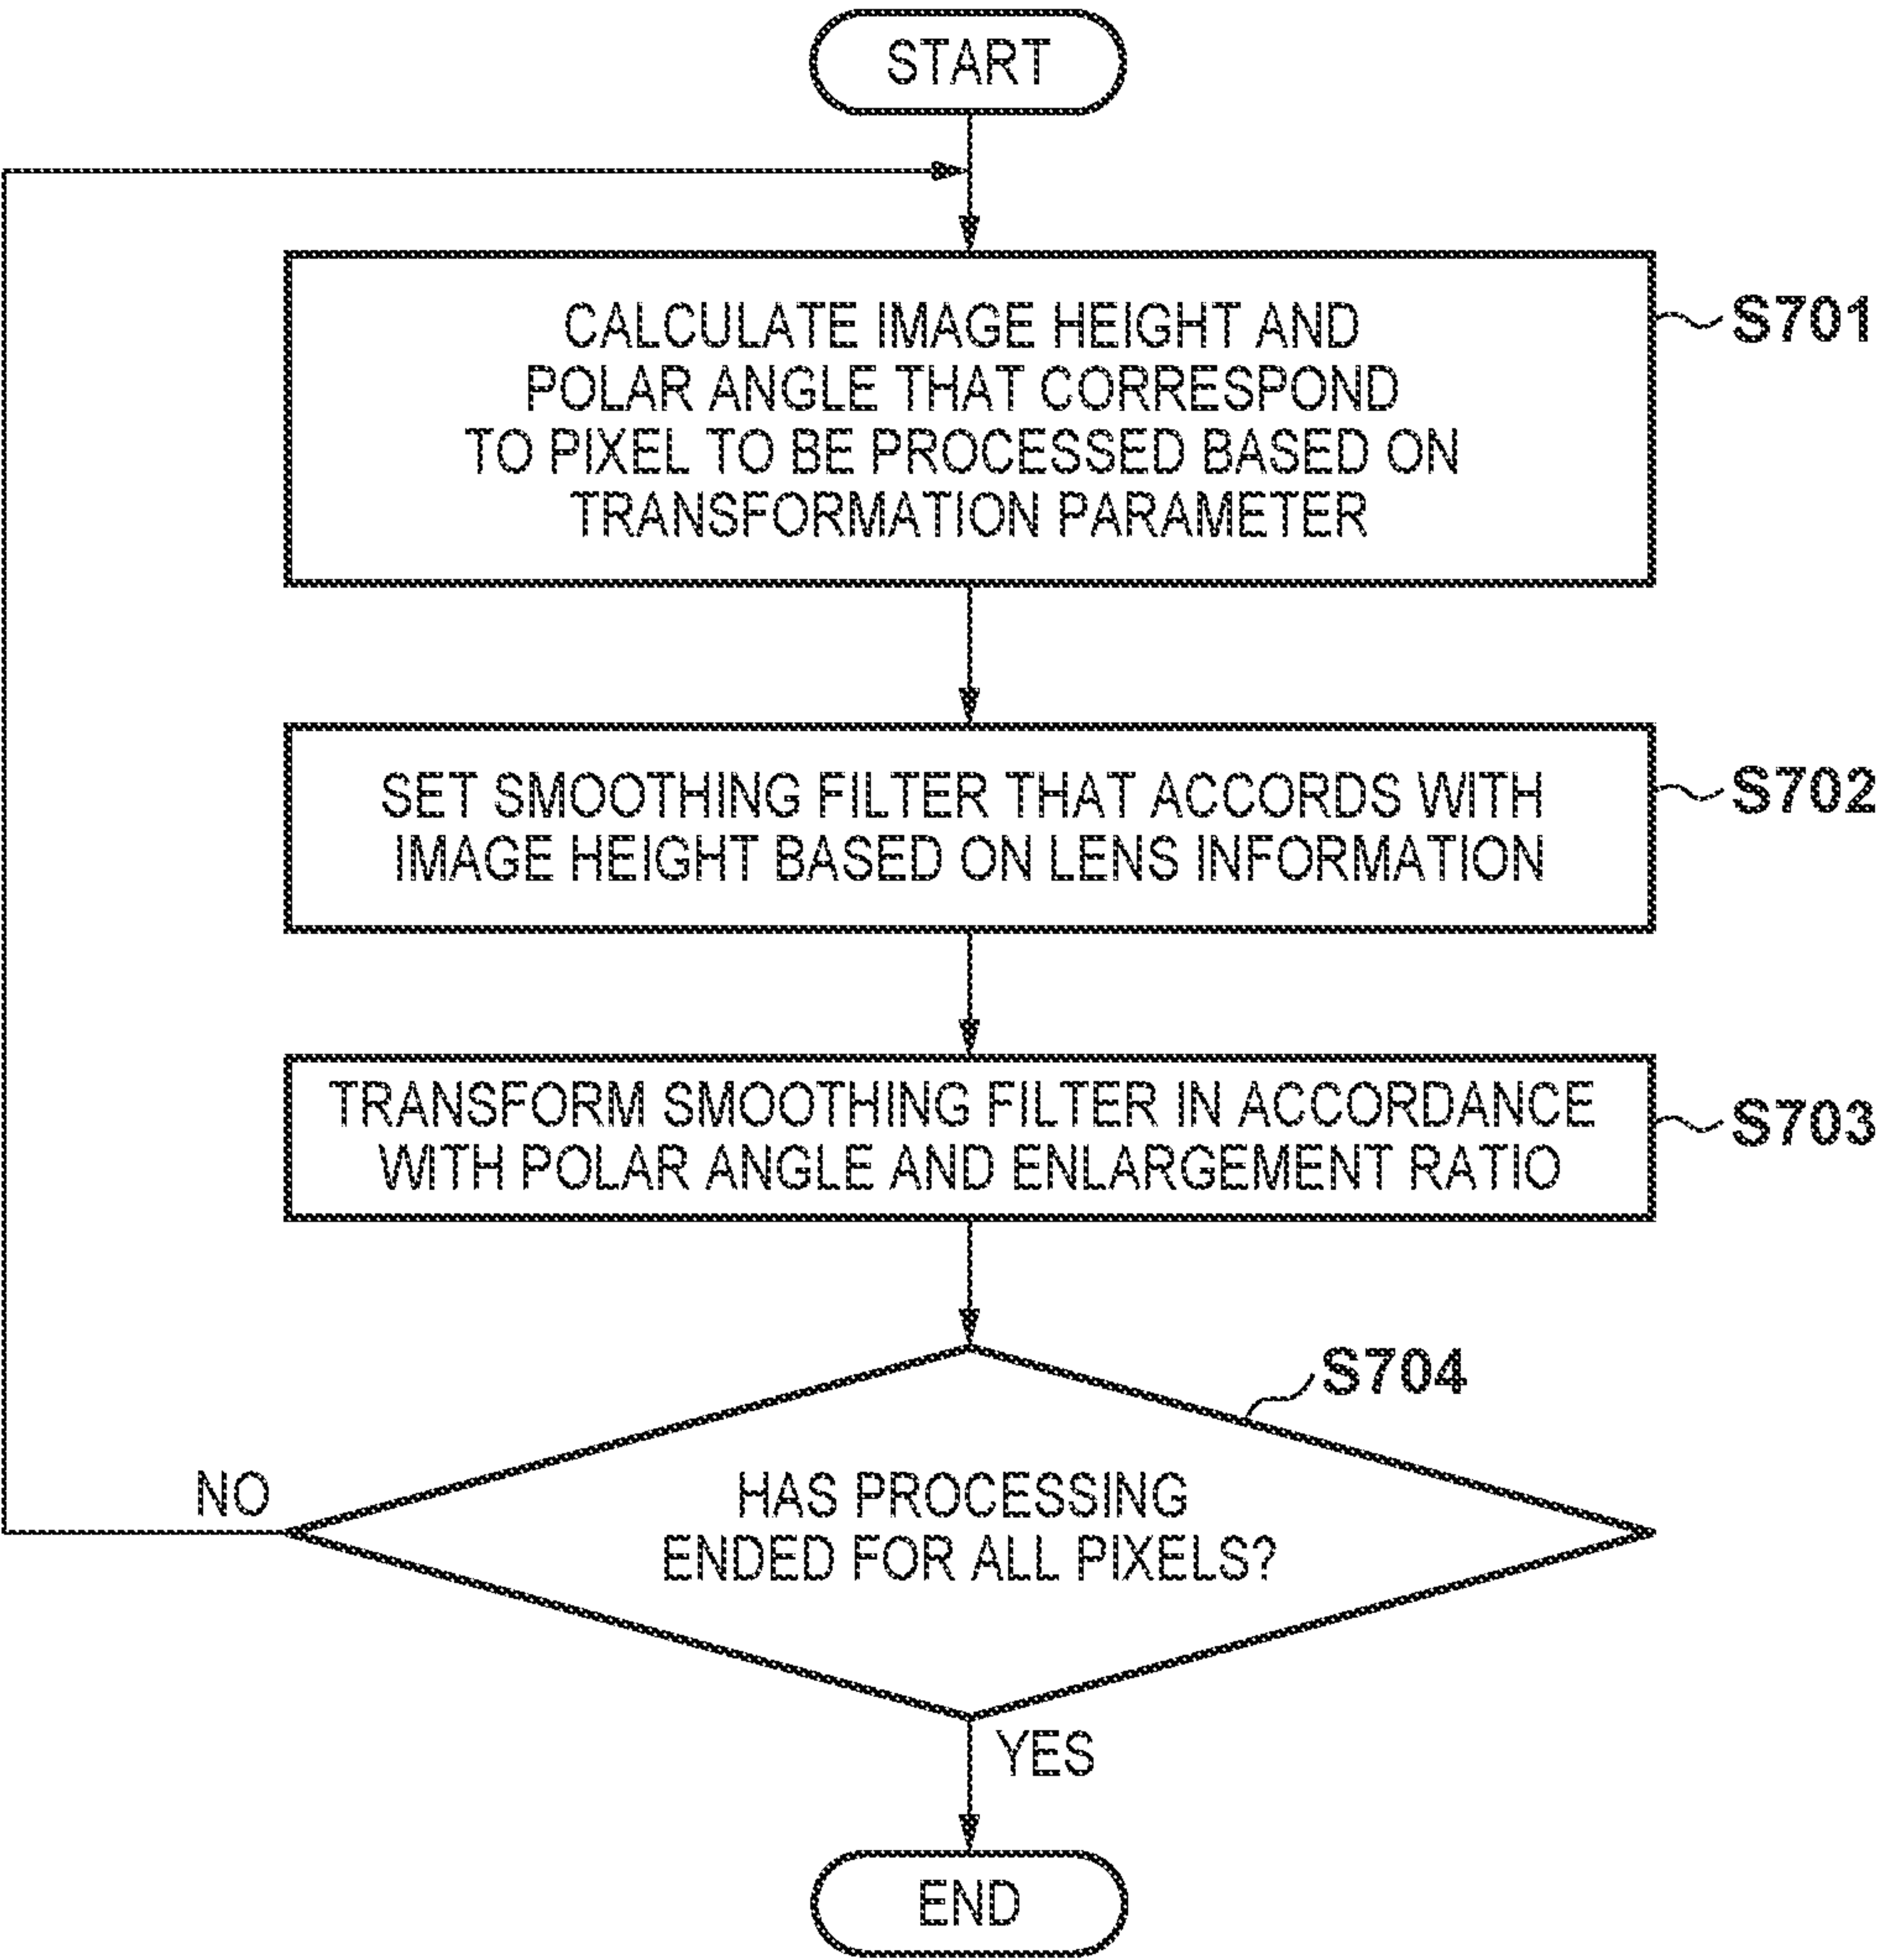 START
CALCULATE IMAGE HEIGHT AND
POLAR ANGLE THAT CORRESPOND
TO PIXEL TO BE PROCESSED BASED ON
TRANSFORMATION PARAMETER
S701
SET SMOOTHING FILTER THAT ACCORDS WITH
IMAGE HEIGHT BASED ON LENS INFORMATION
S702
TRANSFORM SMOOTHING FILTER IN ACCORDANCE
WITH POLAR ANGLE AND ENLARGEMENT RATIO
S703
S704
HAS PROCESSING
ENDED FOR ALL PIXELS?
NO
YES
END